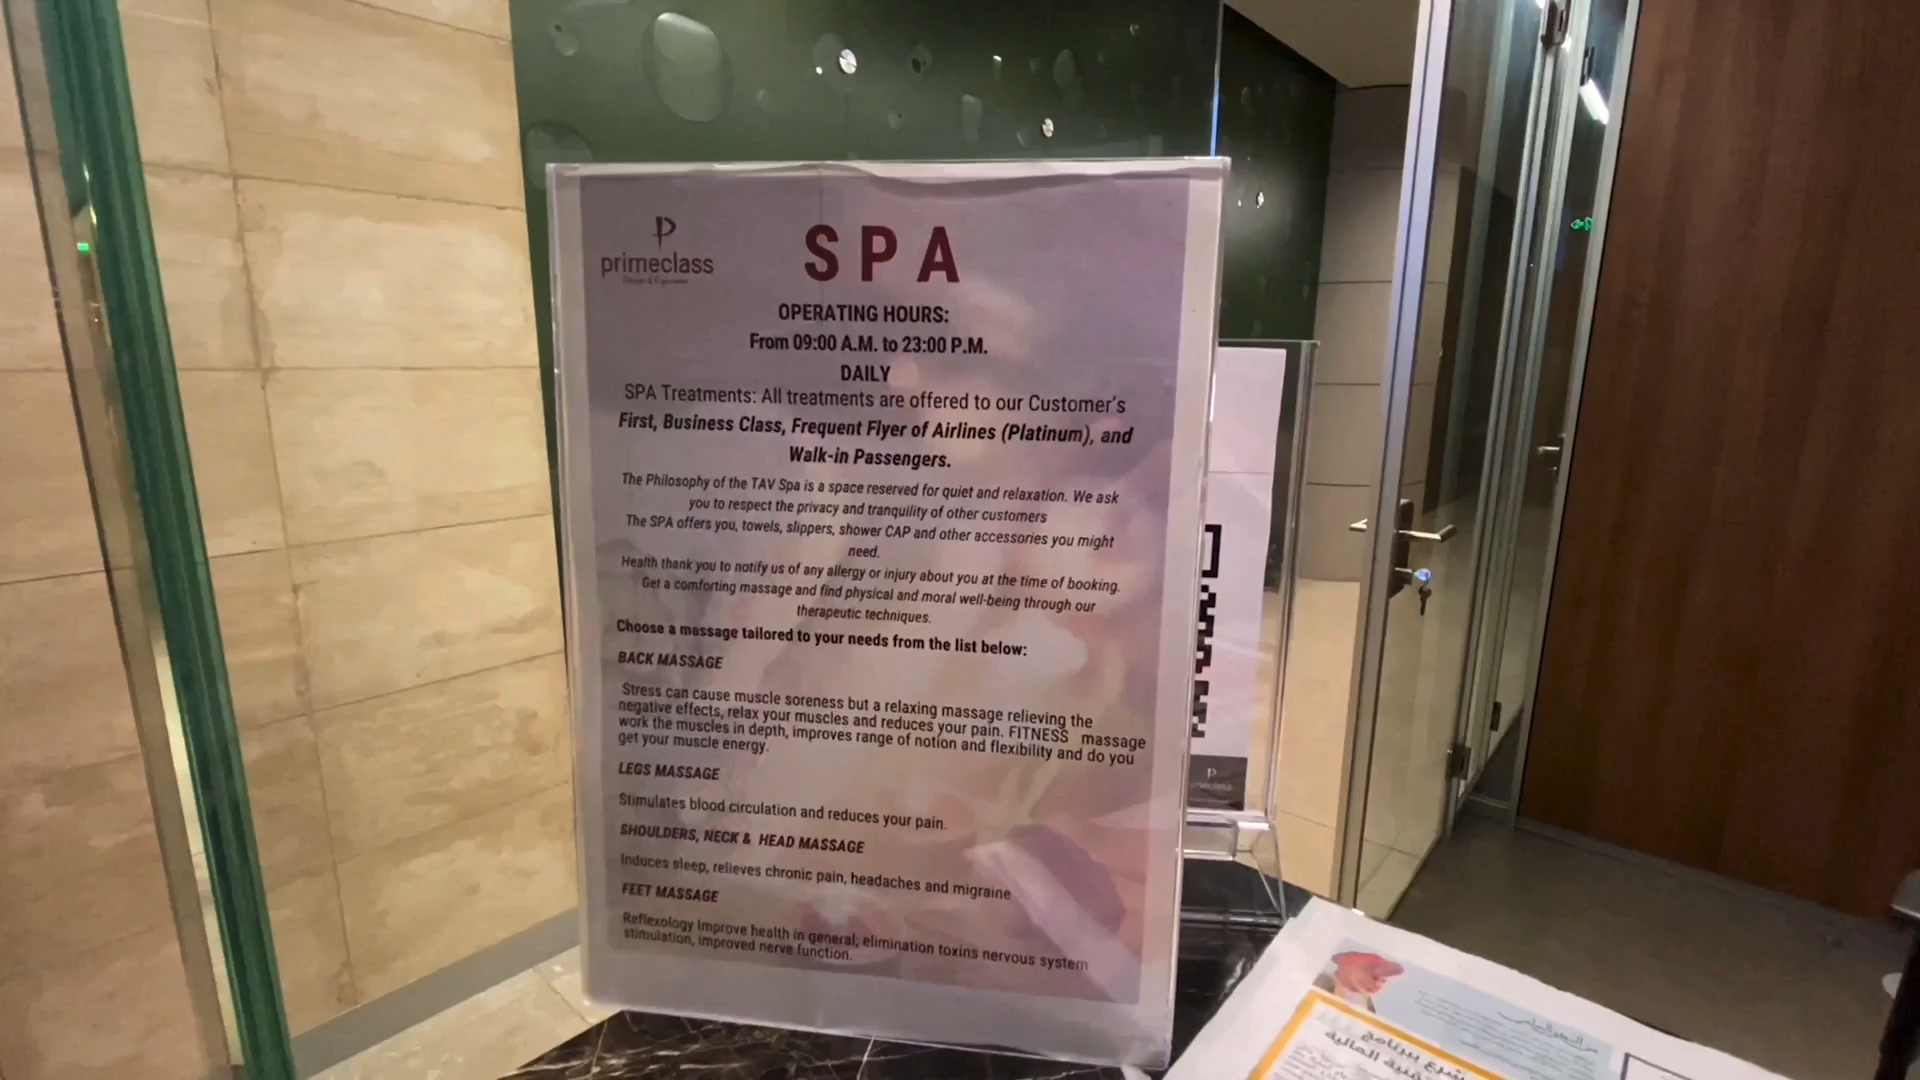 primeclass
SPA
OPERATING HOURS:
From 09:00 A.M. to 23:00 P.M.
DAILY
SPA Treatments: All treatments are offered to our Customer's
First, Business Class, Frequent Flyer of Airlines (Platinum), and
Walk-in Passengers.
The Philosophy of the TAV Spa is a space reserved for quiet and relaxation. We ask
you to respect the privacy and tranquility of other customers
The SPA offers you, towels, slippers, shower CAP and other accessories you might
need.
Health thank you to notify us of any allergy or injury about you at the time of booking.
Get a comforting massage and find physical and moral well-being through our
therapeutic techniques.
Choose a massage tailored to your needs from the list below:
BACK MASSAGE
Stress can cause muscle soreness but a relaxing massage relieving the
negative effects, relax your muscles and reduces your pain. FITNESS massage
work the muscles in depth, improves range of notion and flexibility and do you
get your muscle energy.
LEGS MASSAGE
Stimulates blood circulation and reduces your pain.
SHOULDERS, NECK & HEAD MASSAGE
Induces sleep, relieves chronic pain, headaches and migraine
FEET MASSAGE
Reflexology Improve health in general, elimination toxins nervous system
stimulation, improved nerve function.
primeclass